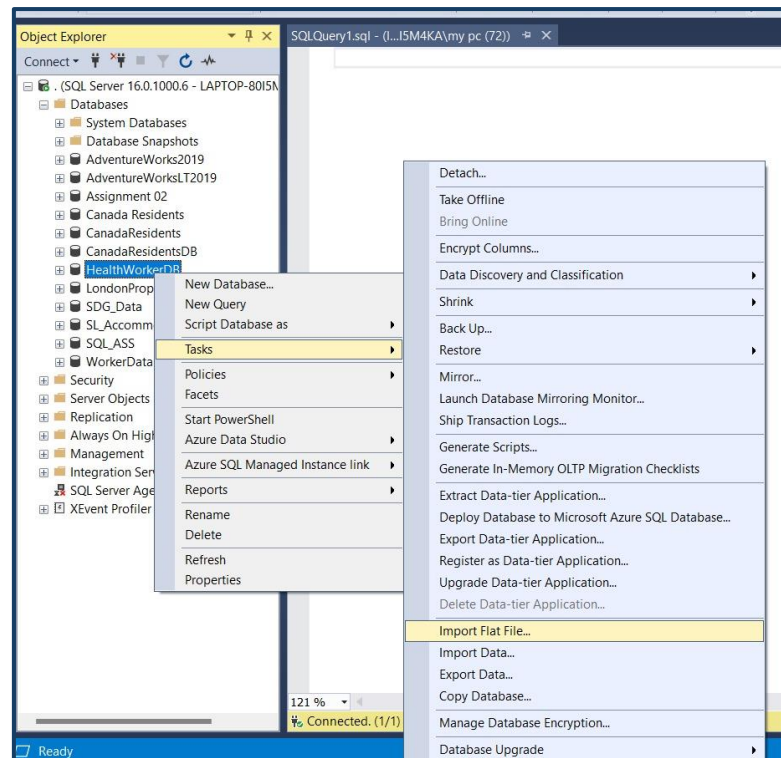 Object Explorer
Connect
. (SQL Server 16.0.1000.6 - LAPTOP-80I5
Databases
System Databases
Database Snapshots
AdventureWorks2019
AdventureWorksLT2019
Assignment 02
Canada Residents
CanadaResidents
CanadaResidentsDB
HealthWorkerDB
LondonProp
SDG_Data
SL_Accomm
SQL_ASS
WorkerData
Security
Server Objects
Replication
Always On High
Management
Integration Ser
SQL Server Age
XEvent Profiler
Ready
SQLQuery1.sql - (l...I5M4KA\my pc (72))
121 %
Connected. (1/1)
New Database...
New Query
Script Database as
Tasks
Policies
Facets
Start PowerShell
Azure Data Studio
Azure SQL Managed Instance link
Reports
Rename
Delete
Refresh
Properties
Detach...
Take Offline
Bring Online
Encrypt Columns...
Data Discovery and Classification
Shrink
Back Up...
Restore
Mirror...
Launch Database Mirroring Monitor...
Ship Transaction Logs...
Generate Scripts...
Generate In-Memory OLTP Migration Checklists
Extract Data-tier Application...
Deploy Database to Microsoft Azure SQL Database...
Export Data-tier Application...
Register as Data-tier Application...
Upgrade Data-tier Application...
Delete Data-tier Application...
Import Flat File...
Import Data...
Export Data...
Copy Database...
Manage Database Encryption...
Database Upgrade